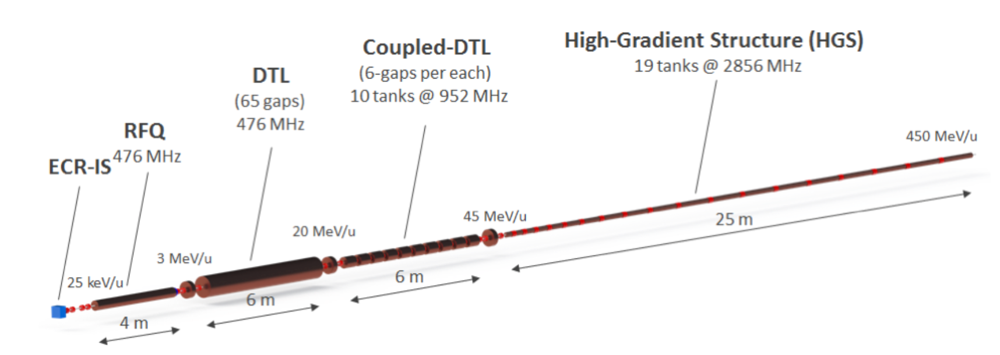 ECR-IS
RFQ
476 MHz
DTL
(65 gaps)
476 MHz
Coupled-DTL
(6-gaps per each)
10 tanks @ 952 MHz
High-Gradient Structure (HGS)
19 tanks @ 2856 MHz
25 keV/u
3 MeV/u
20 MeV/u
45 MeV/u
450 MeV/u
4 m
6 m
6 m
25 m